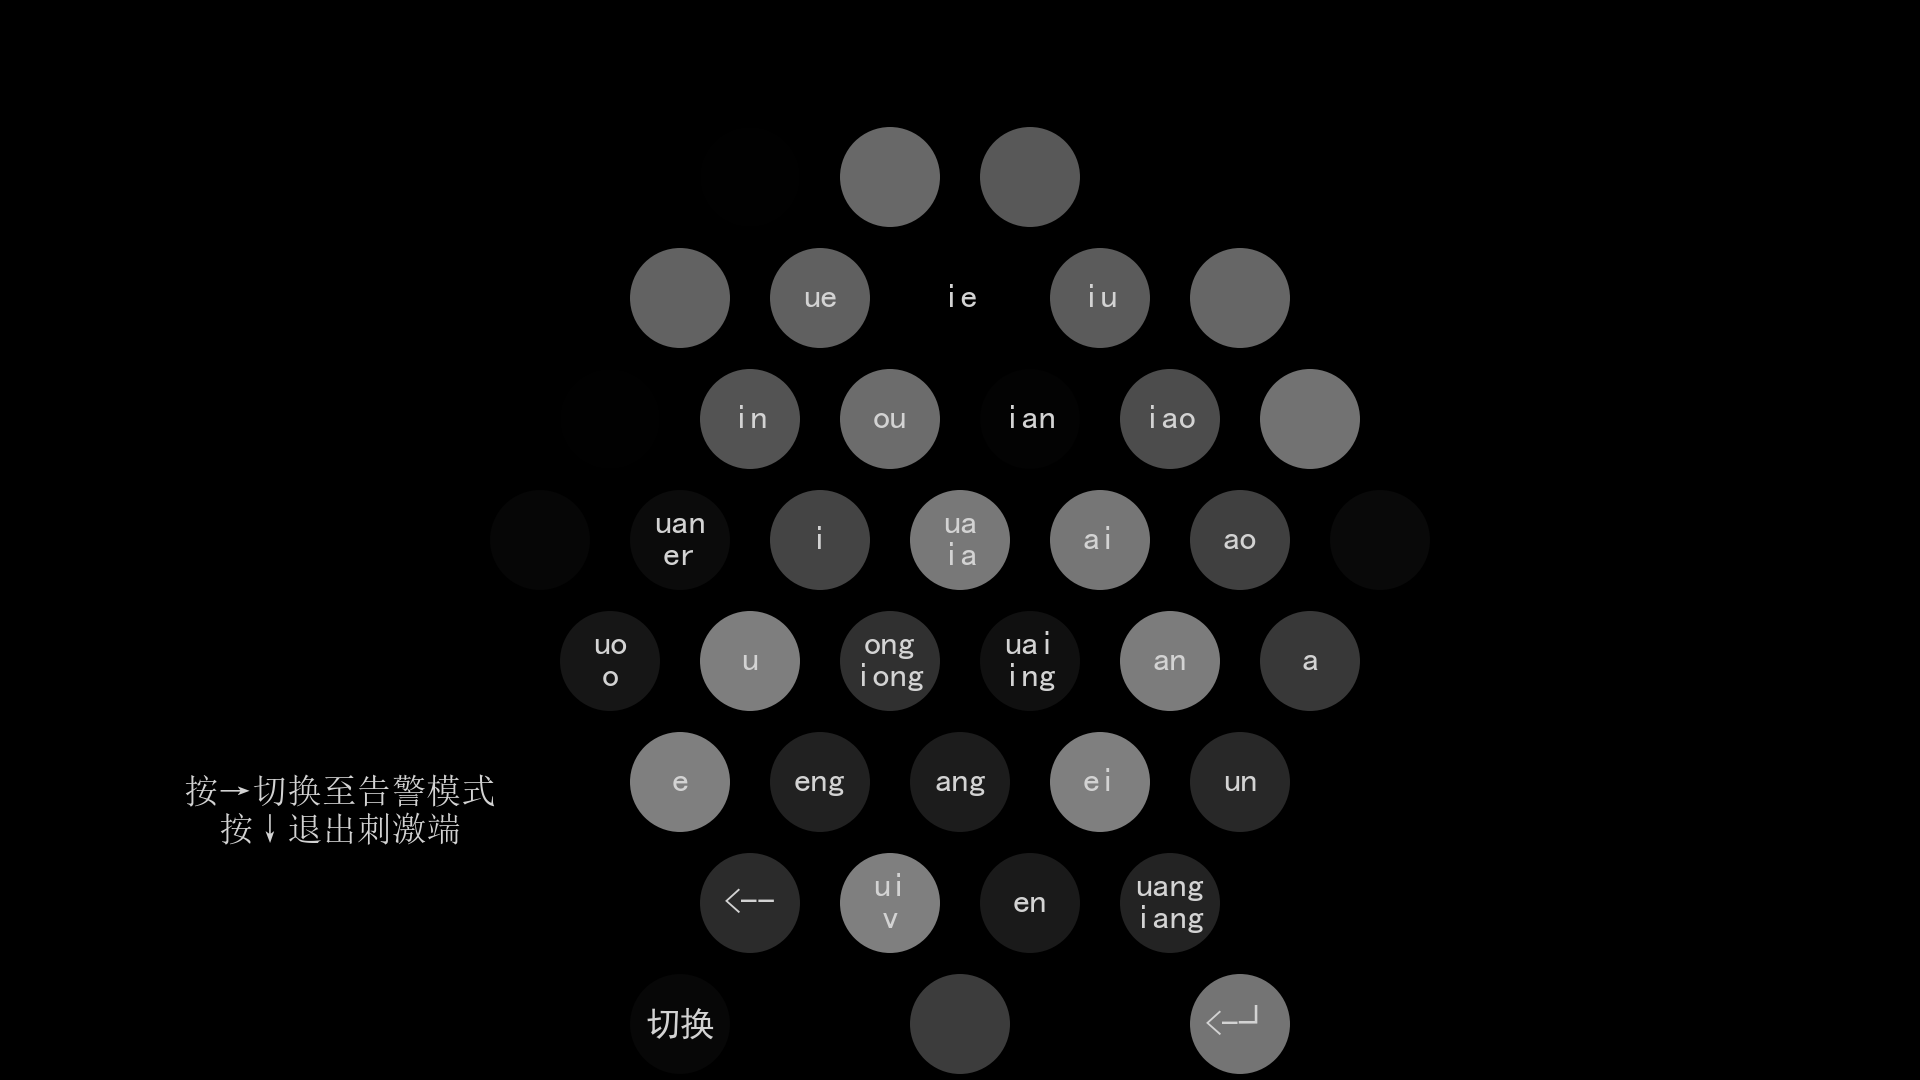 ue
ie
iu
in
ou
ian
iao
uan
er
i
ua
ia
ai
ao
uo
o
u
ong
iong
uai
ing
an
a
e
eng
ang
ei
un
按→切换至告警模式
按↓退出刺激端
<--
ui
v
en
uang
iang
切换
<-┘